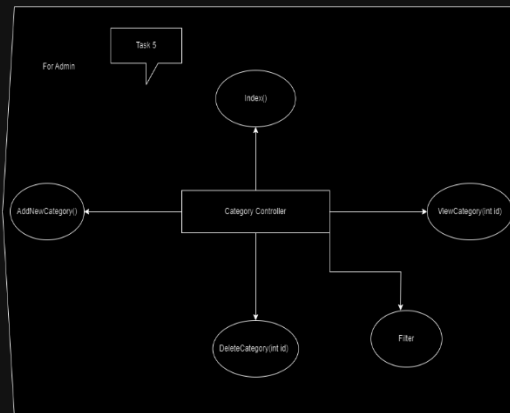 Task 5
For Admin
Index()
AddNewCategory()
Category Controller
ViewCategory(int id)
DeleteCategory(int id)
Filter